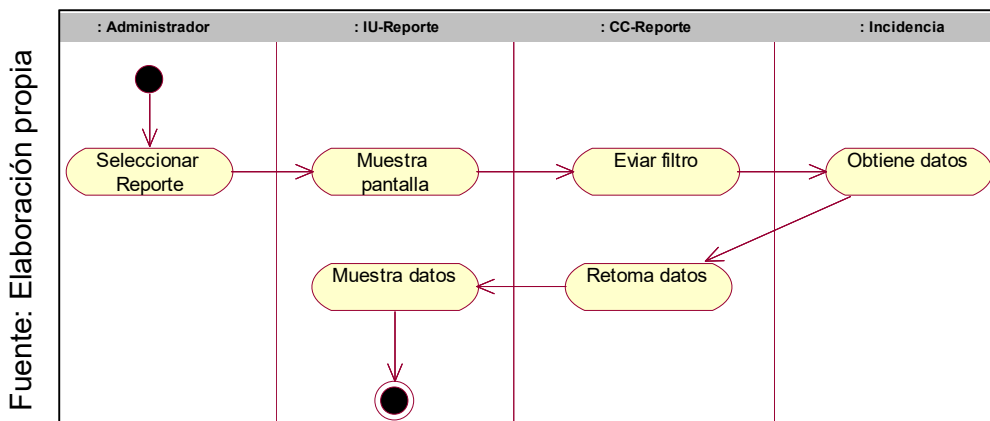 : Administrador
: IU-Reporte
: CC-Reporte
: Incidencia
Seleccionar
Reporte
Muestra
pantalla
Eviar filtro
Obtiene datos
Muestra datos
Retorna datos
Fuente: Elaboración propia